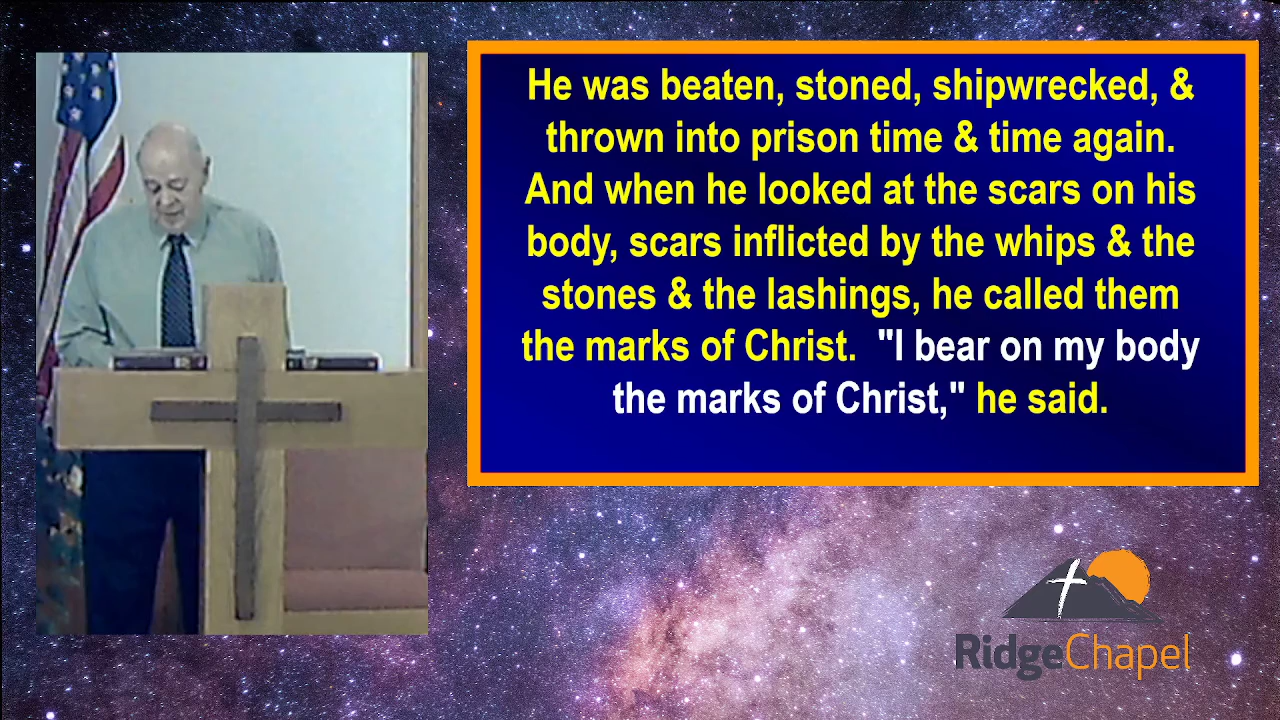 He was beaten, stoned, shipwrecked, &
thrown into prison time & time again.
And when he looked at the scars on his
body, scars inflicted by the whips & the
stones & the lashings, he called them
the marks of Christ.  "I bear on my body
the marks of Christ," he said.
RidgeChapel